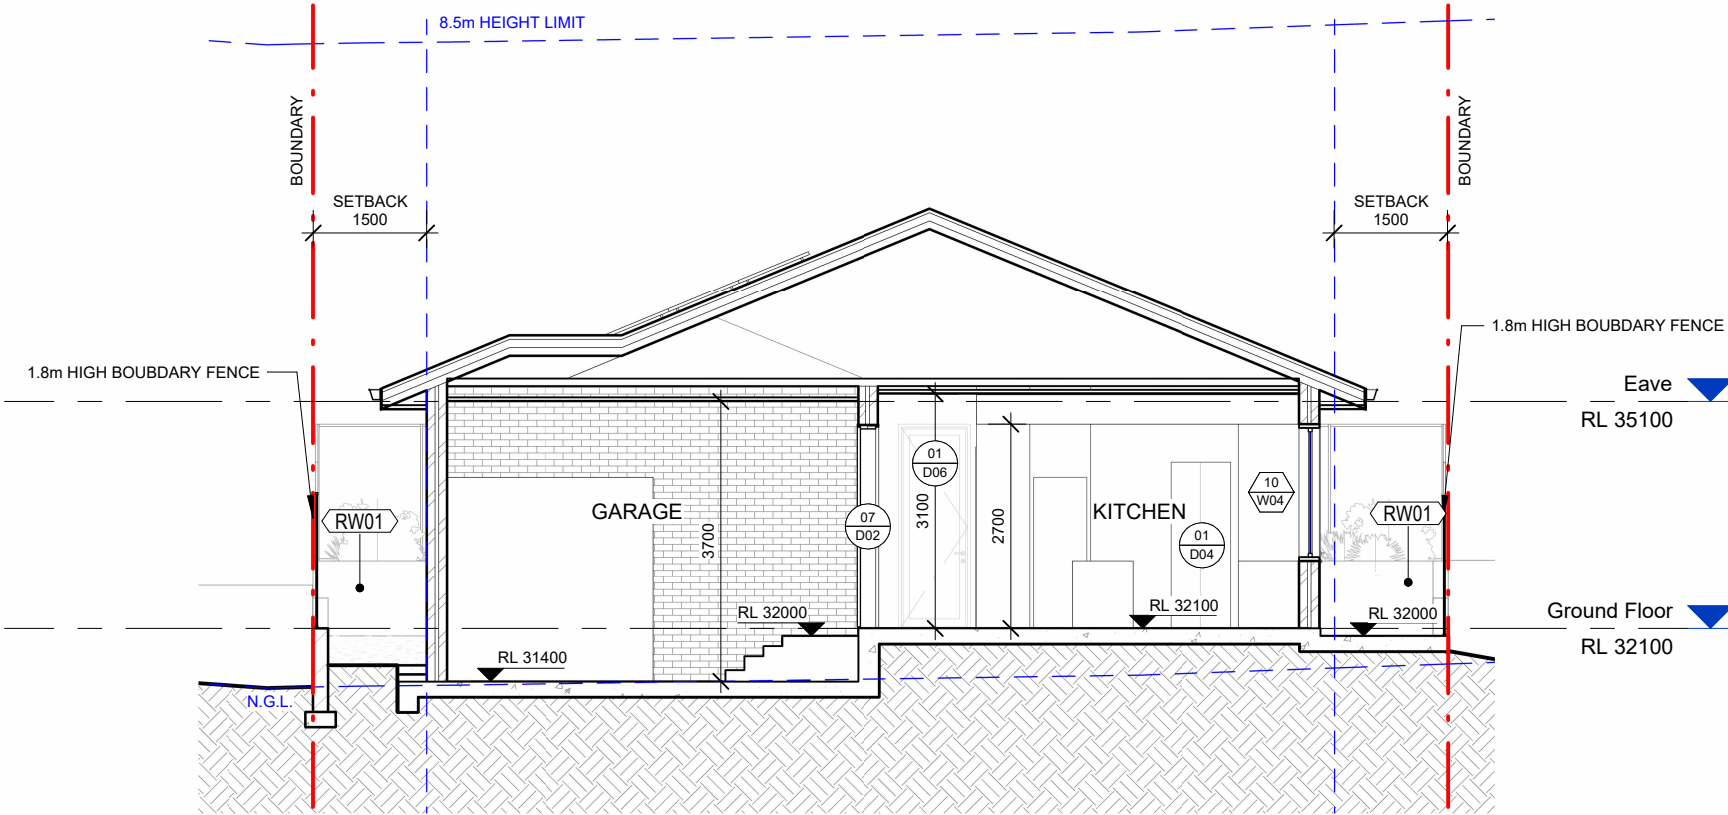 8.5m HEIGHT LIMIT
BOUNDARY
BOUNDARY
SETBACK
1500
SETBACK
1500
1.8m HIGH BOUBDARY FENCE
1.8m HIGH BOUBDARY FENCE
Eave
RL 35100
01
D06
10
W04
GARAGE
KITCHEN
RW01
RW01
07
D02
3700
3100
2700
01
D04
RL 32000
RL 32100
RL 32000
Ground Floor
RL 32100
RL 31400
N.G.L.